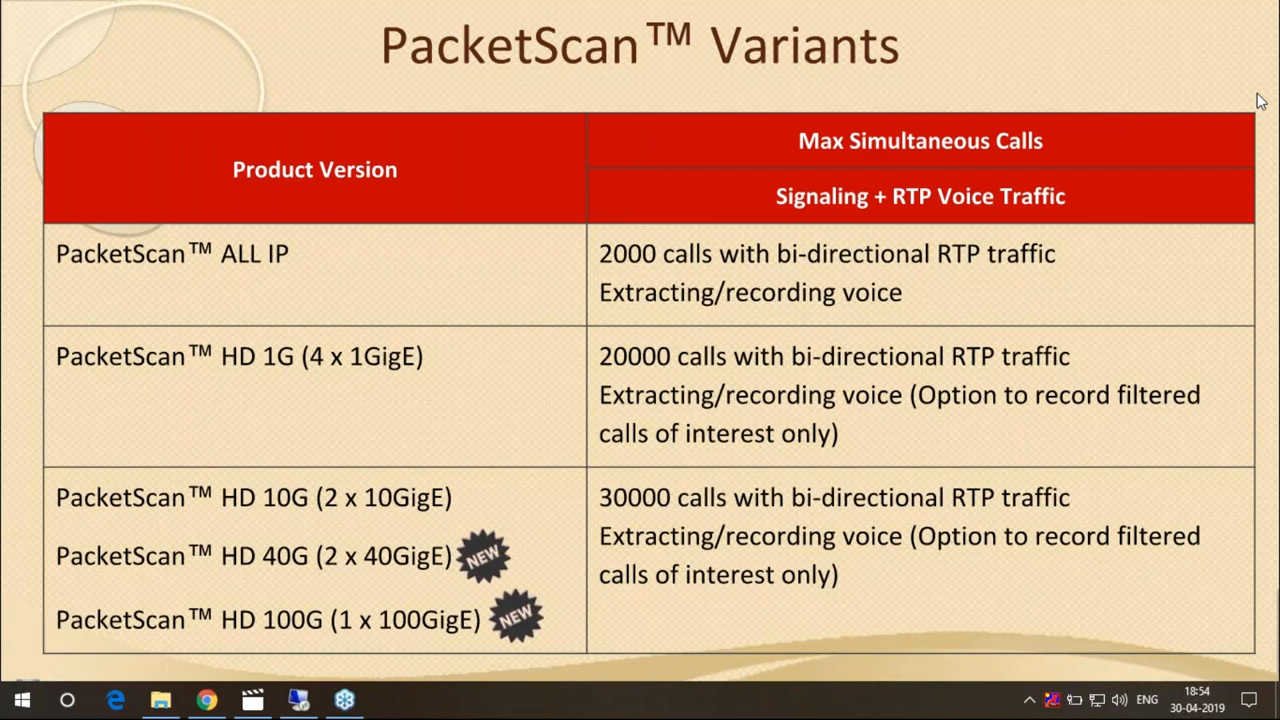 PacketScan™ Variants
Product Version
Max Simultaneous Calls
Signaling + RTP Voice Traffic
PacketScan™ ALL IP
2000 calls with bi-directional RTP traffic
Extracting/recording voice
PacketScan™ HD 1G (4 x 1GigE)
20000 calls with bi-directional RTP traffic
Extracting/recording voice (Option to record filtered
calls of interest only)
PacketScan™ HD 10G (2 x 10GigE)
PacketScan™ HD 40G (2 x 40GigE) NEW
PacketScan™ HD 100G (1 x 100GigE) NEW
30000 calls with bi-directional RTP traffic
Extracting/recording voice (Option to record filtered
calls of interest only)
ENG
18:54
30-04-2019